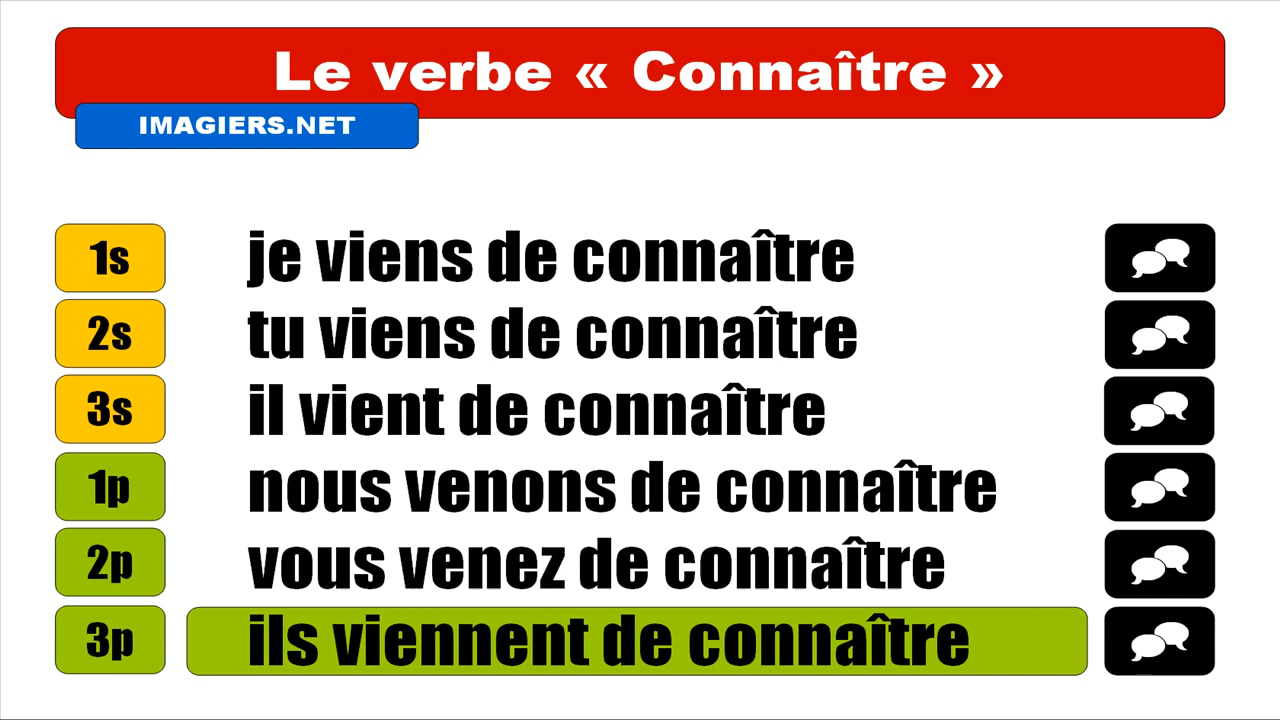 Le verbe « Connaître »
IMAGIERS.NET
1s je viens de connaître
2s tu viens de connaître
3s il vient de connaître
1p nous venons de connaître
2p vous venez de connaître
3p ils viennent de connaître